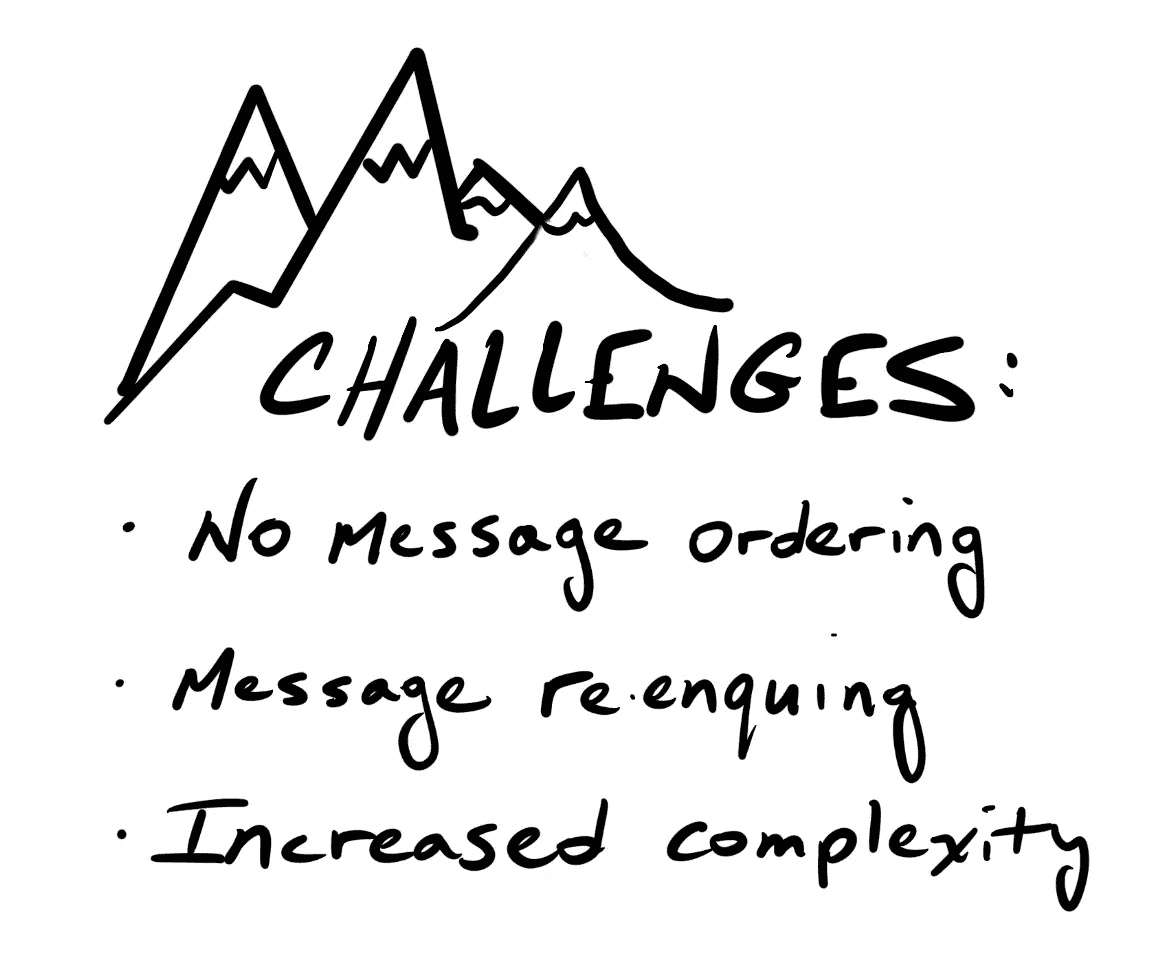 CHALLENGES:
· No Message ordering
· Message re-enquing
· Increased complexity